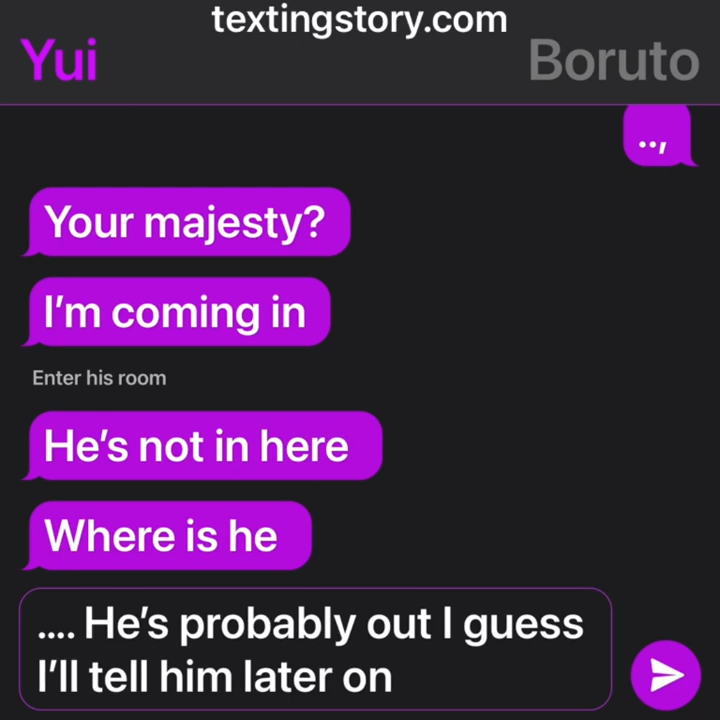 textingstory.com
Yui
Boruto
..,
Your majesty?
I'm coming in
Enter his room
He's not in here
Where is he
.... He's probably out I guess
I'll tell him later on